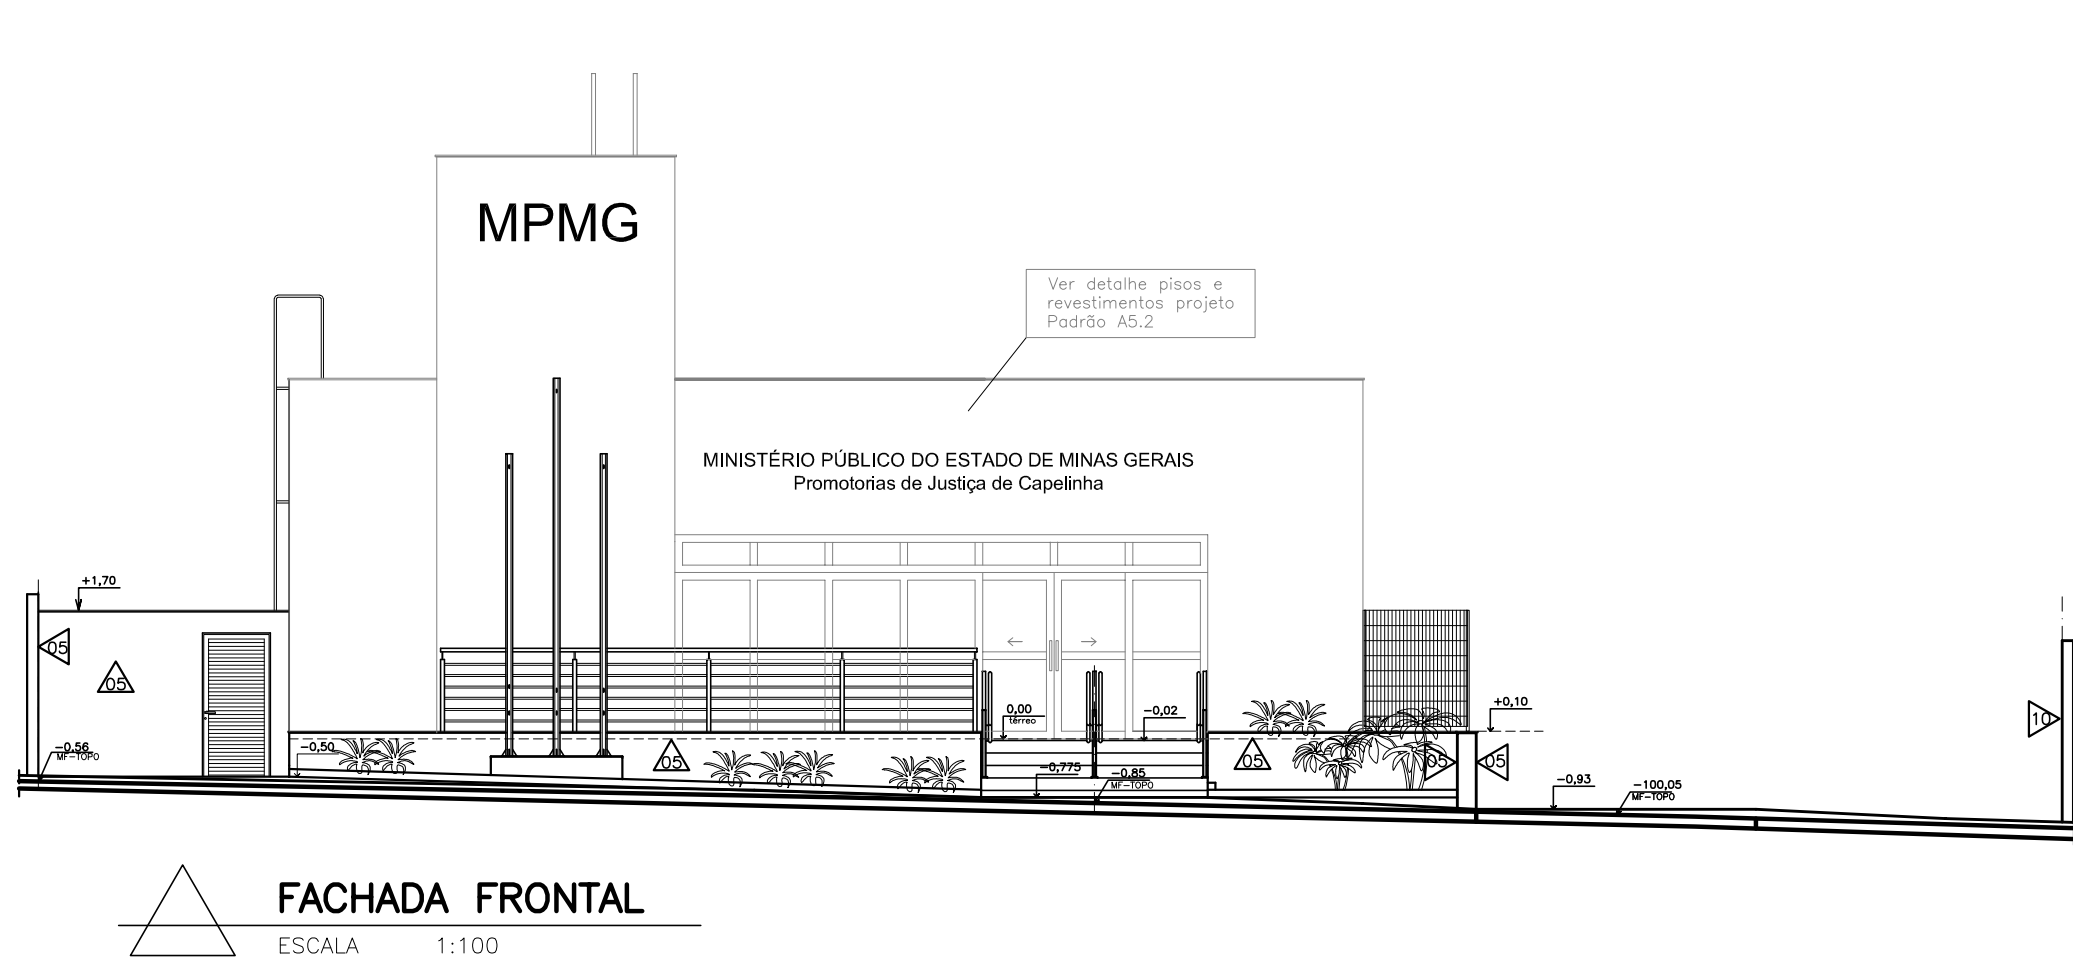 MPMG
Ver detalhe pisos e
revestimentos projeto
Padrão A5.2
MINISTÉRIO PÚBLICO DO ESTADO DE MINAS GERAIS
Promotorias de Justiça de Capelinha
+1,70
05
05
-0,56
MF-TOPO
-0,50
05
0,00
térreo
-0,02
-0,775
-0,85
MF-TOPO
05
05
05
+0,10
-0,93
-100,05
MF-TOPO
10
FACHADA FRONTAL
ESCALA 1:100